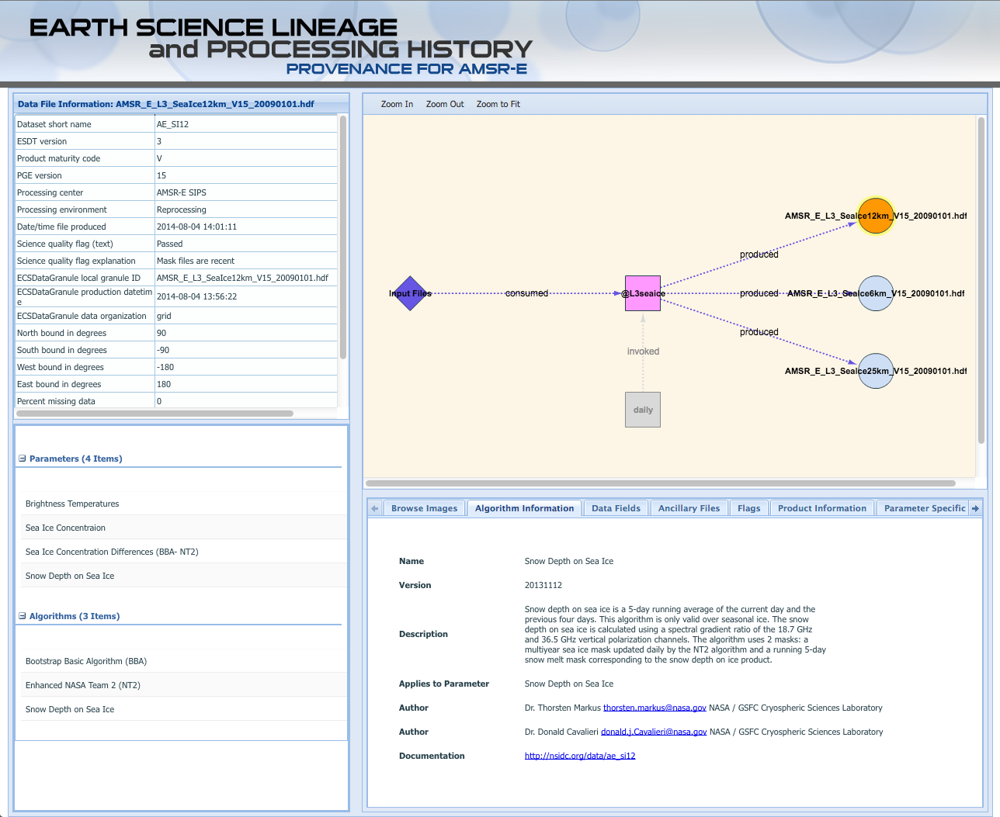 EARTH SCIENCE LINEAGE
and PROCESSING HISTORY
PROVENANCE FOR AMSR-E
Data File Information: AMSR_E_L3_SeaIce12km_V15_20090101.hdf
Dataset short name AE_SI12
ESDT version 3
Product maturity code V
PGE version 15
Processing center AMSR-E SIPS
Processing environment Reprocessing
Date/time file produced 2014-08-04 14:01:11
Science quality flag (text) Passed
Science quality flag explanation Mask files are recent
ECSDataGranule local granule ID AMSR_E_L3_SeaIce12km_V15_20090101.hdf
ECSDataGranule production datetim
e 2014-08-04 13:56:22
ECSDataGranule data organization grid
North bound in degrees 90
South bound in degrees -90
West bound in degrees -180
East bound in degrees 180
Percent missing data 0
Parameters (4 Items)
Brightness Temperatures
Sea Ice Concentraion
Sea Ice Concentration Differences (BBA- NT2)
Snow Depth on Sea Ice
Algorithms (3 Items)
Bootstrap Basic Algorithm (BBA)
Enhanced NASA Team 2 (NT2)
Snow Depth on Sea Ice
Zoom In Zoom Out Zoom to Fit
AMSR_E_L3_SeaIce12km_V15_20090101.hdf
produced
Input Files consumed @L3seaice produced AMSR_E_L3_SeaIce6km_V15_20090101.hdf
produced
invoked
AMSR_E_L3_SeaIce25km_V15_20090101.hdf
daily
Browse Images Algorithm Information Data Fields Ancillary Files Flags Product Information Parameter Specific
Name Snow Depth on Sea Ice
Version 20131112
Description Snow depth on sea ice is a 5-day running average of the current day and the
previous four days. This algorithm is only valid over seasonal ice. The snow
depth on sea ice is calculated using a spectral gradient ratio of the 18.7 GHz
and 36.5 GHz vertical polarization channels. The algorithm uses 2 masks: a
multiyear sea ice mask updated daily by the NT2 algorithm and a running 5-day
snow melt mask corresponding to the snow depth on ice product.
Applies to Parameter Snow Depth on Sea Ice
Author Dr. Thorsten Markus thorsten.markus@nasa.gov NASA / GSFC Cryospheric Sciences Laboratory
Author Dr. Donald Cavalieri donald.j.Cavalieri@nasa.gov NASA / GSFC Cryospheric Sciences Laboratory
Documentation http://nsidc.org/data/ae_si12